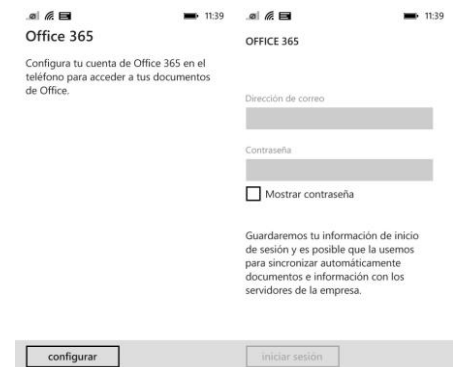 11:39
Office 365
Configura tu cuenta de Office 365 en el
teléfono para acceder a tus documentos
de Office.
configurar
11:39
OFFICE 365
Dirección de correo
Contraseña
Mostrar contraseña
Guardaremos tu información de inicio
de sesión y es posible que la usemos
para sincronizar automáticamente
documentos e información con los
servidores de la empresa.
iniciar sesión